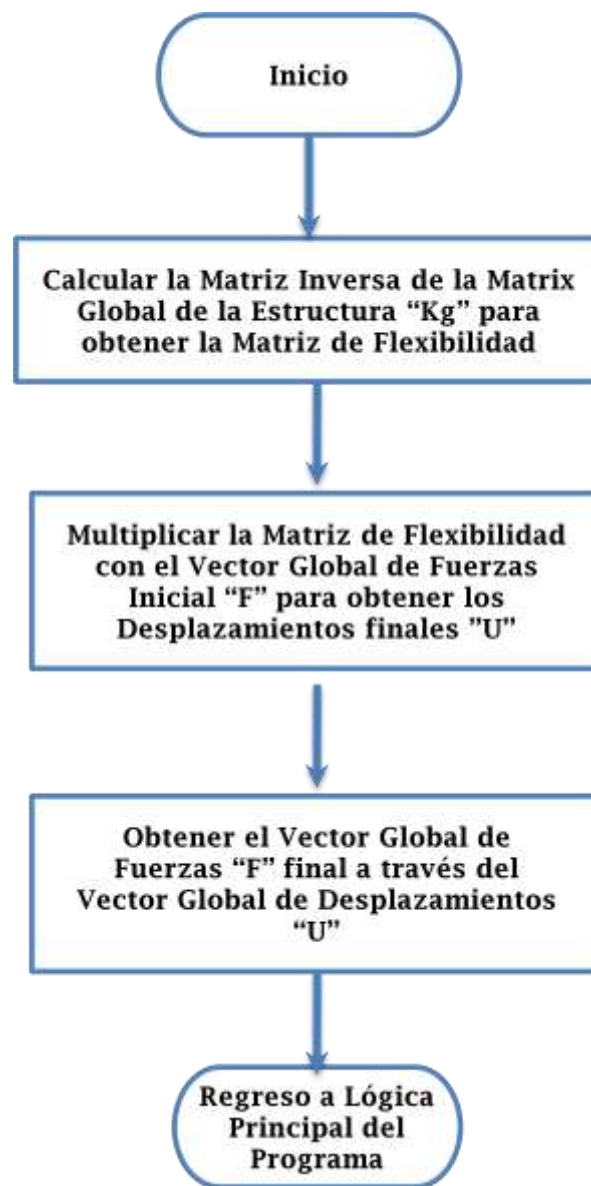 Inicio
Calcular la Matriz Inversa de la Matrix
Global de la Estructura “Kg” para
obtener la Matriz de Flexibilidad
Multiplicar la Matriz de Flexibilidad
con el Vector Global de Fuerzas
Inicial “F” para obtener los
Desplazamientos finales ”U”
Obtener el Vector Global de
Fuerzas “F” final a través del
Vector Global de Desplazamientos
“U”
Regreso a Lógica
Principal del
Programa